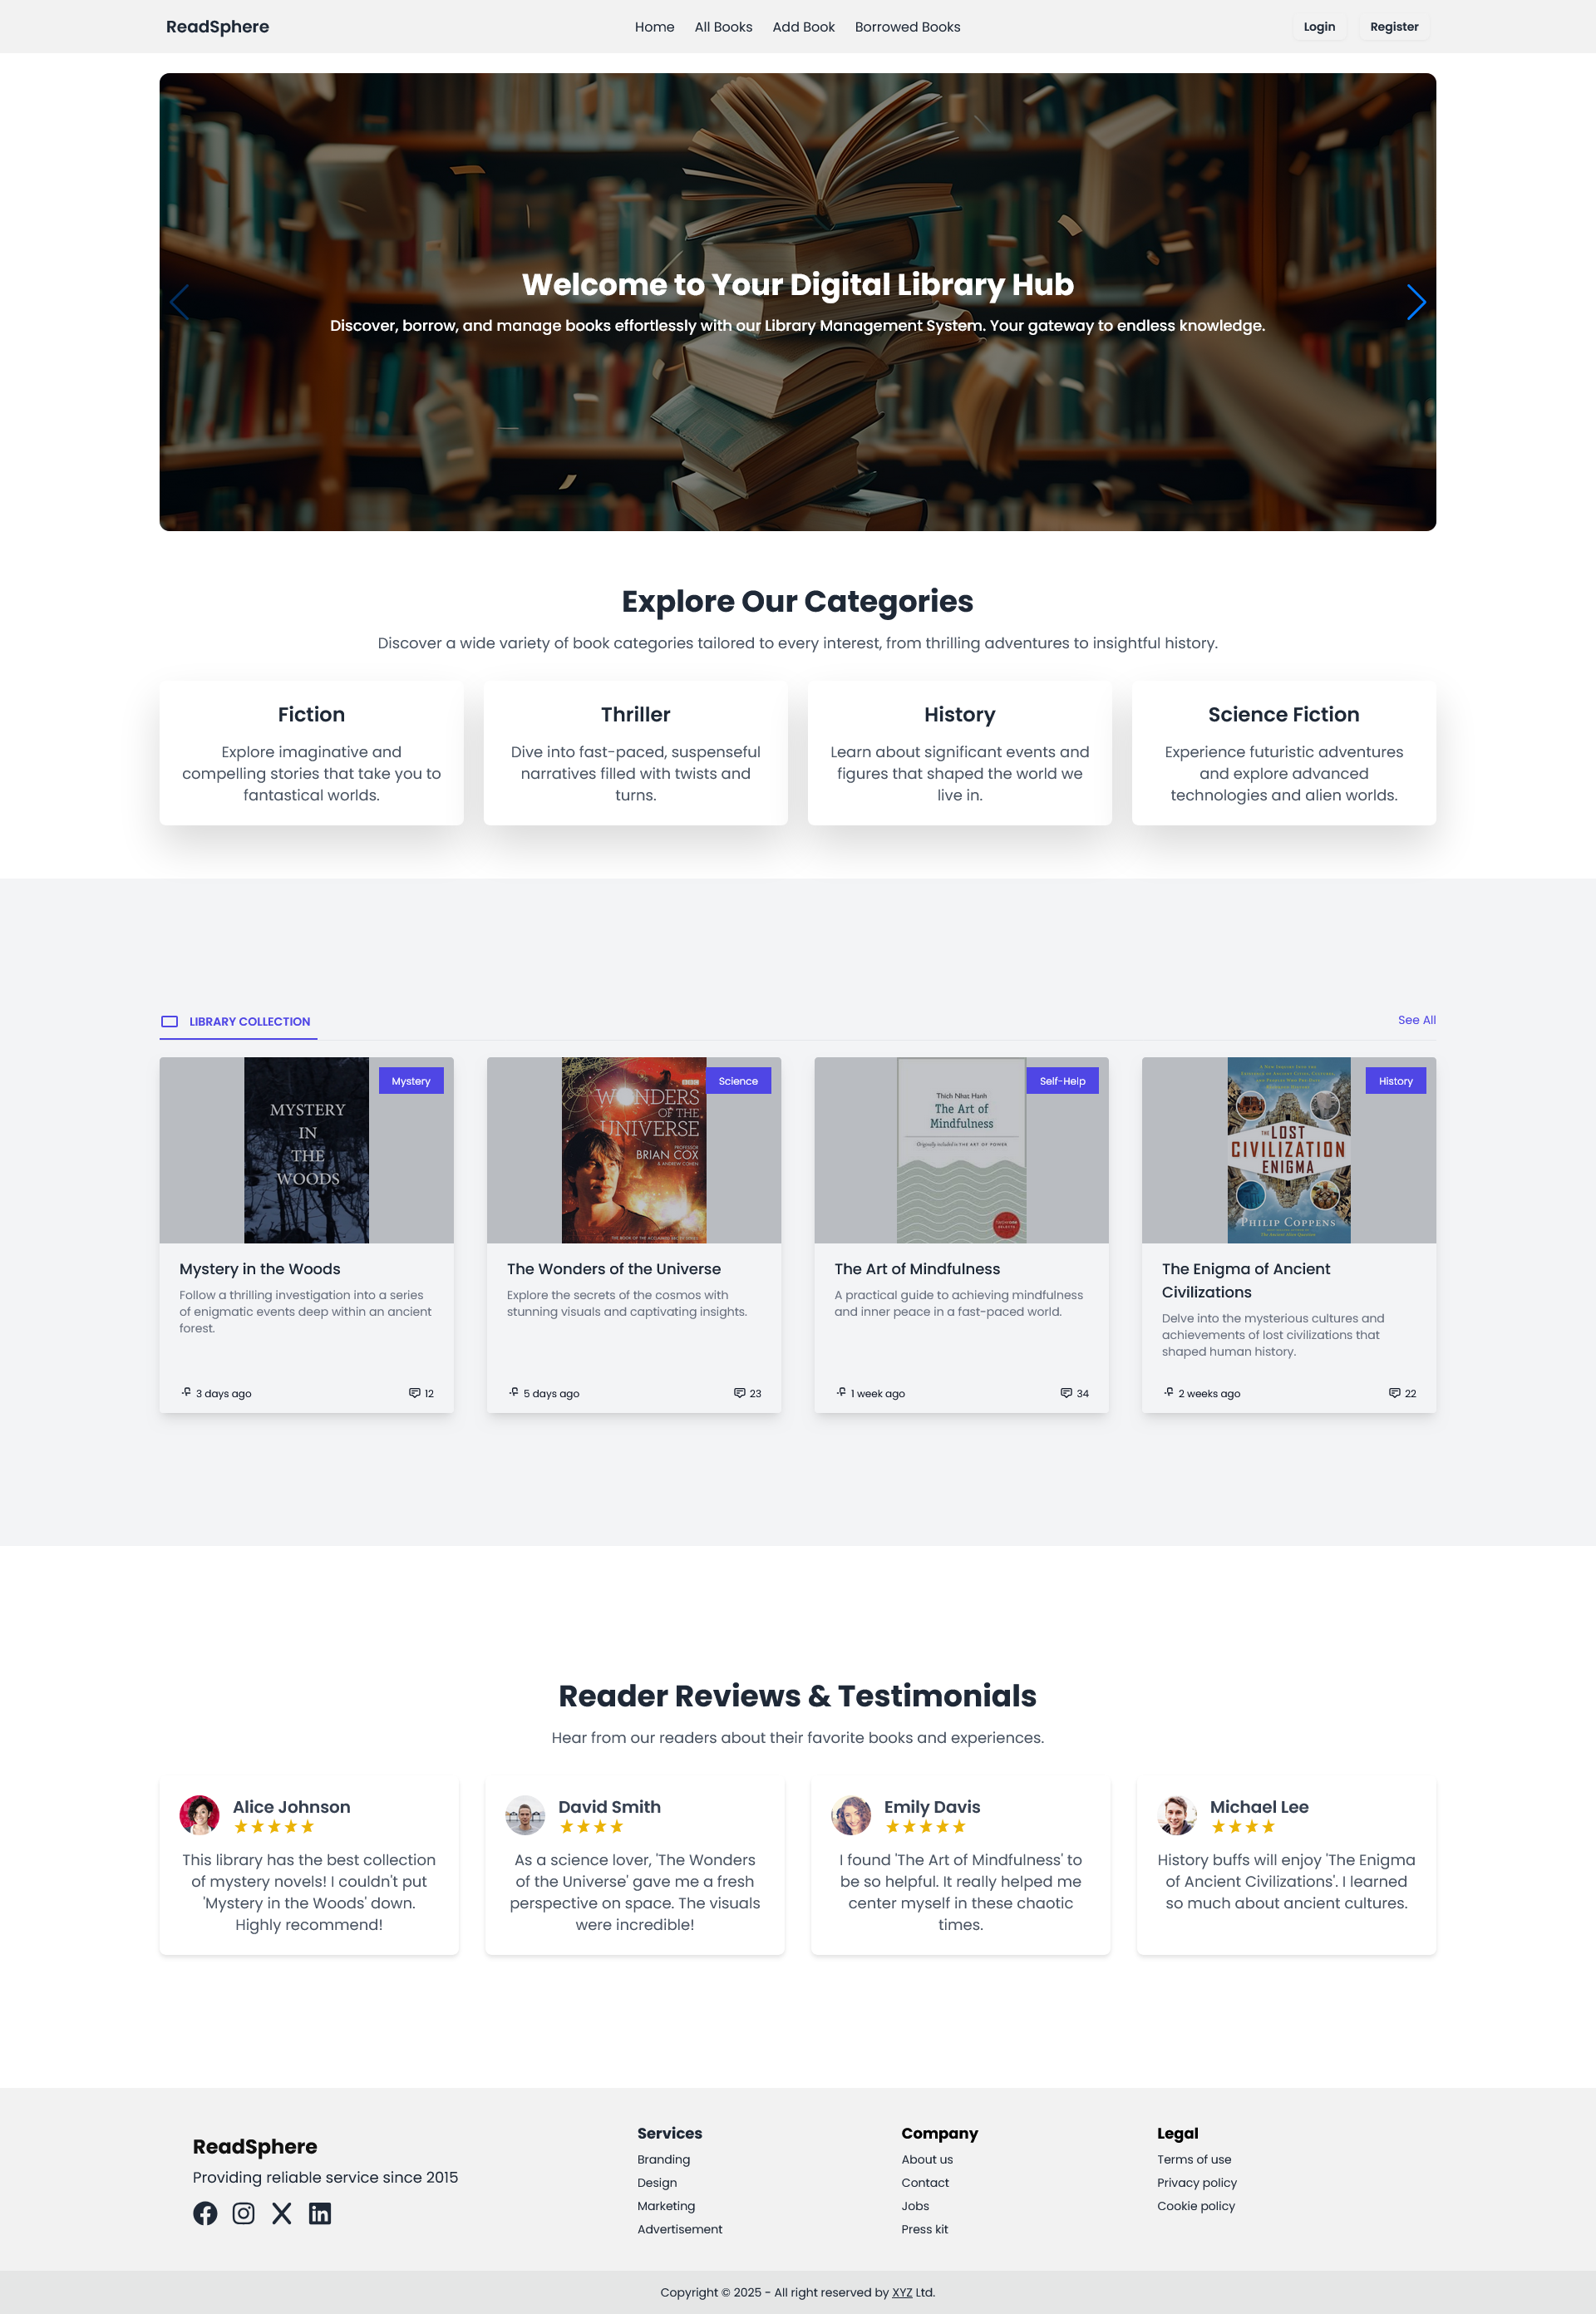 ReadSphere
Home All Books Add Book Borrowed Books
Login Register
Welcome to Your Digital Library Hub
Discover, borrow, and manage books effortlessly with our Library Management System. Your gateway to endless knowledge.
Explore Our Categories
Discover a wide variety of book categories tailored to every interest, from thrilling adventures to insightful history.
Fiction
Explore imaginative and
compelling stories that take you to
fantastical worlds.
Thriller
Dive into fast-paced, suspenseful
narratives filled with twists and
turns.
History
Learn about significant events and
figures that shaped the world we
live in.
Science Fiction
Experience futuristic adventures
and explore advanced
technologies and alien worlds.
LIBRARY COLLECTION
See All
Mystery
MYSTERY
IN
THE
WOODS
Mystery in the Woods
Follow a thrilling investigation into a series
of enigmatic events deep within an ancient
forest.
3 days ago
12
Science
BBC
WONDERS
OF THE
UNIVERSE
PROFESSOR
BRIAN COX
& ANDREW COHEN
The Wonders of the Universe
Explore the secrets of the cosmos with
stunning visuals and captivating insights.
5 days ago
23
Self-Help
Thich Nhat Hanh
The Art of
Mindfulness
Originally included in THE ART OF POWER
The Art of Mindfulness
A practical guide to achieving mindfulness
and inner peace in a fast-paced world.
1 week ago
34
History
THE LOST
CIVILIZATION
ENIGMA
PHILIP COPPENS
The Enigma of Ancient
Civilizations
Delve into the mysterious cultures and
achievements of lost civilizations that
shaped human history.
2 weeks ago
22
Reader Reviews & Testimonials
Hear from our readers about their favorite books and experiences.
Alice Johnson
This library has the best collection
of mystery novels! I couldn't put
'Mystery in the Woods' down.
Highly recommend!
David Smith
As a science lover, 'The Wonders
of the Universe' gave me a fresh
perspective on space. The visuals
were incredible!
Emily Davis
I found 'The Art of Mindfulness' to
be so helpful. It really helped me
center myself in these chaotic
times.
Michael Lee
History buffs will enjoy 'The Enigma
of Ancient Civilizations'. I learned
so much about ancient cultures.
ReadSphere
Providing reliable service since 2015
Services
Branding
Design
Marketing
Advertisement
Company
About us
Contact
Jobs
Press kit
Legal
Terms of use
Privacy policy
Cookie policy
Copyright © 2025 - All right reserved by XYZ Ltd.